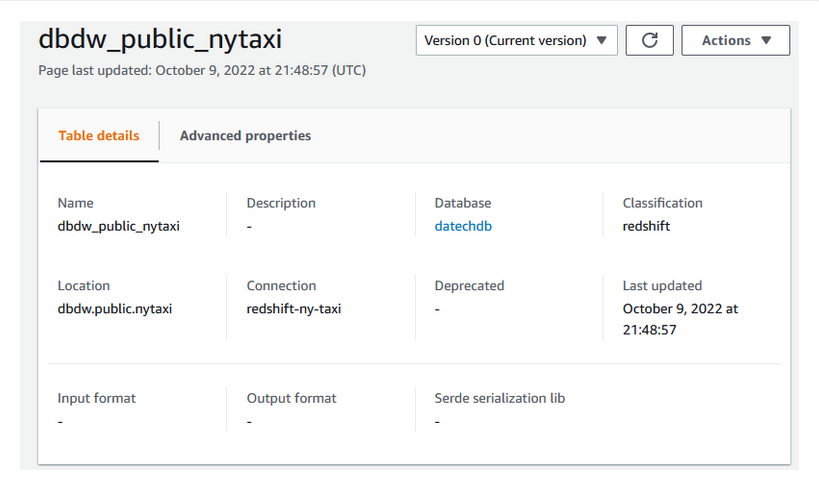 dbdw_public_nytaxi
Version 0 (Current version)
Actions
Page last updated: October 9, 2022 at 21:48:57 (UTC)
Table details
Advanced properties
Name
Description
Database
Classification
dbdw_public_nytaxi
-
datechdb
redshift
Location
Connection
Deprecated
Last updated
dbdw.public.nytaxi
redshift-ny-taxi
-
October 9, 2022 at
21:48:57
Input format
Output format
Serde serialization lib
-
-
-